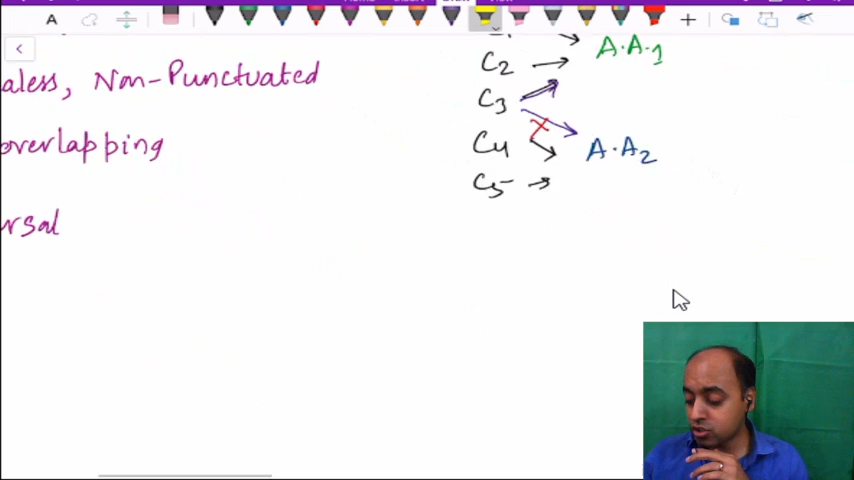 aless, Non-Punctuated
overlapping
rsal
A.A.1
C2
C3
C4
A.A2
C5